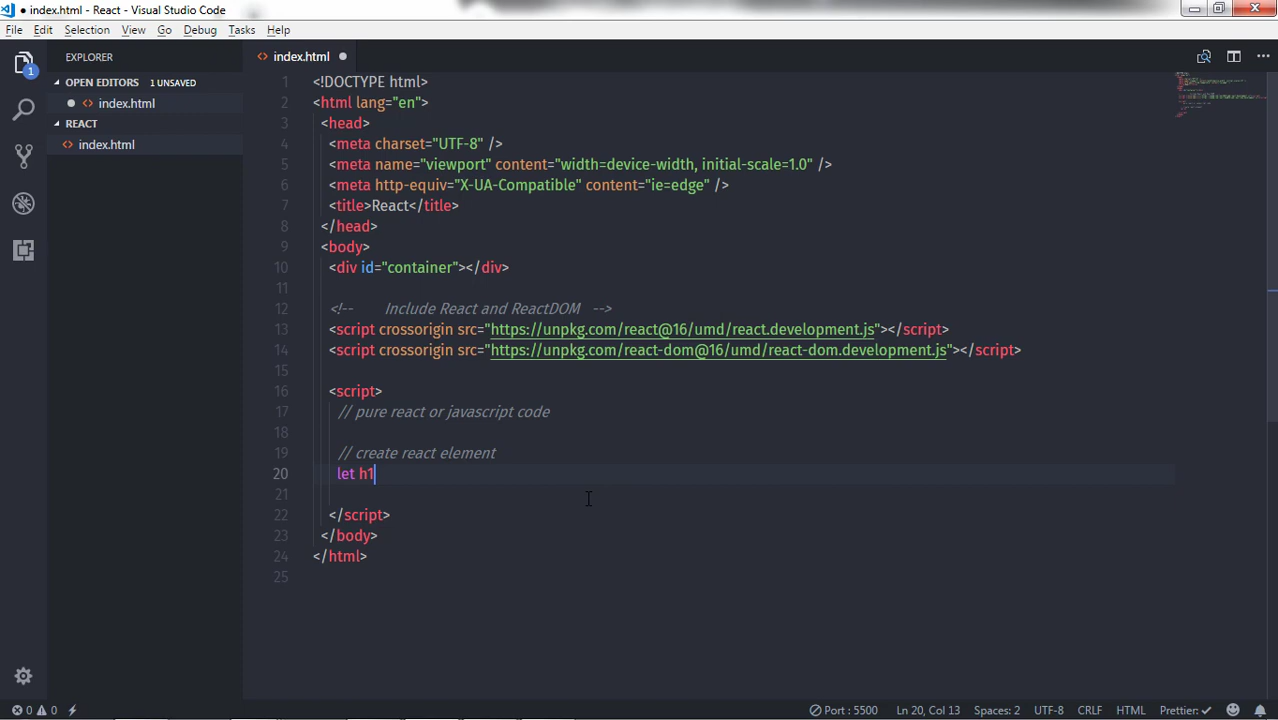 ● index.html - React - Visual Studio Code
File Edit Selection View Go Debug Tasks Help
EXPLORER
OPEN EDITORS 1 UNSAVED
● <> index.html
REACT
<> index.html
1
<> index.html ●
1 <!DOCTYPE html>
2 <html lang="en">
3 <head>
4 <meta charset="UTF-8" />
5 <meta name="viewport" content="width=device-width, initial-scale=1.0" />
6 <meta http-equiv="X-UA-Compatible" content="ie=edge" />
7 <title>React</title>
8 </head>
9 <body>
10 <div id="container"></div>
11
12 <!-- Include React and ReactDOM -->
13 <script crossorigin src="https://unpkg.com/react@16/umd/react.development.js"></script>
14 <script crossorigin src="https://unpkg.com/react-dom@16/umd/react-dom.development.js"></script>
15
16 <script>
17 // pure react or javascript code
18
19 // create react element
20 let h1
21
22 </script>
23 </body>
24 </html>
25
0 0 Port : 5500 Ln 20, Col 13 Spaces: 2 UTF-8 CRLF HTML Prettier: ✓